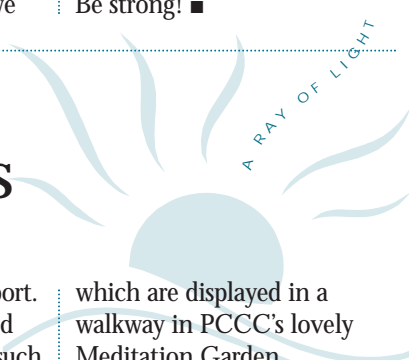 Be strong! ■
A RAY OF LIGHT
which are displayed in a
walkway in PCCC's lovely
Meditation Garden